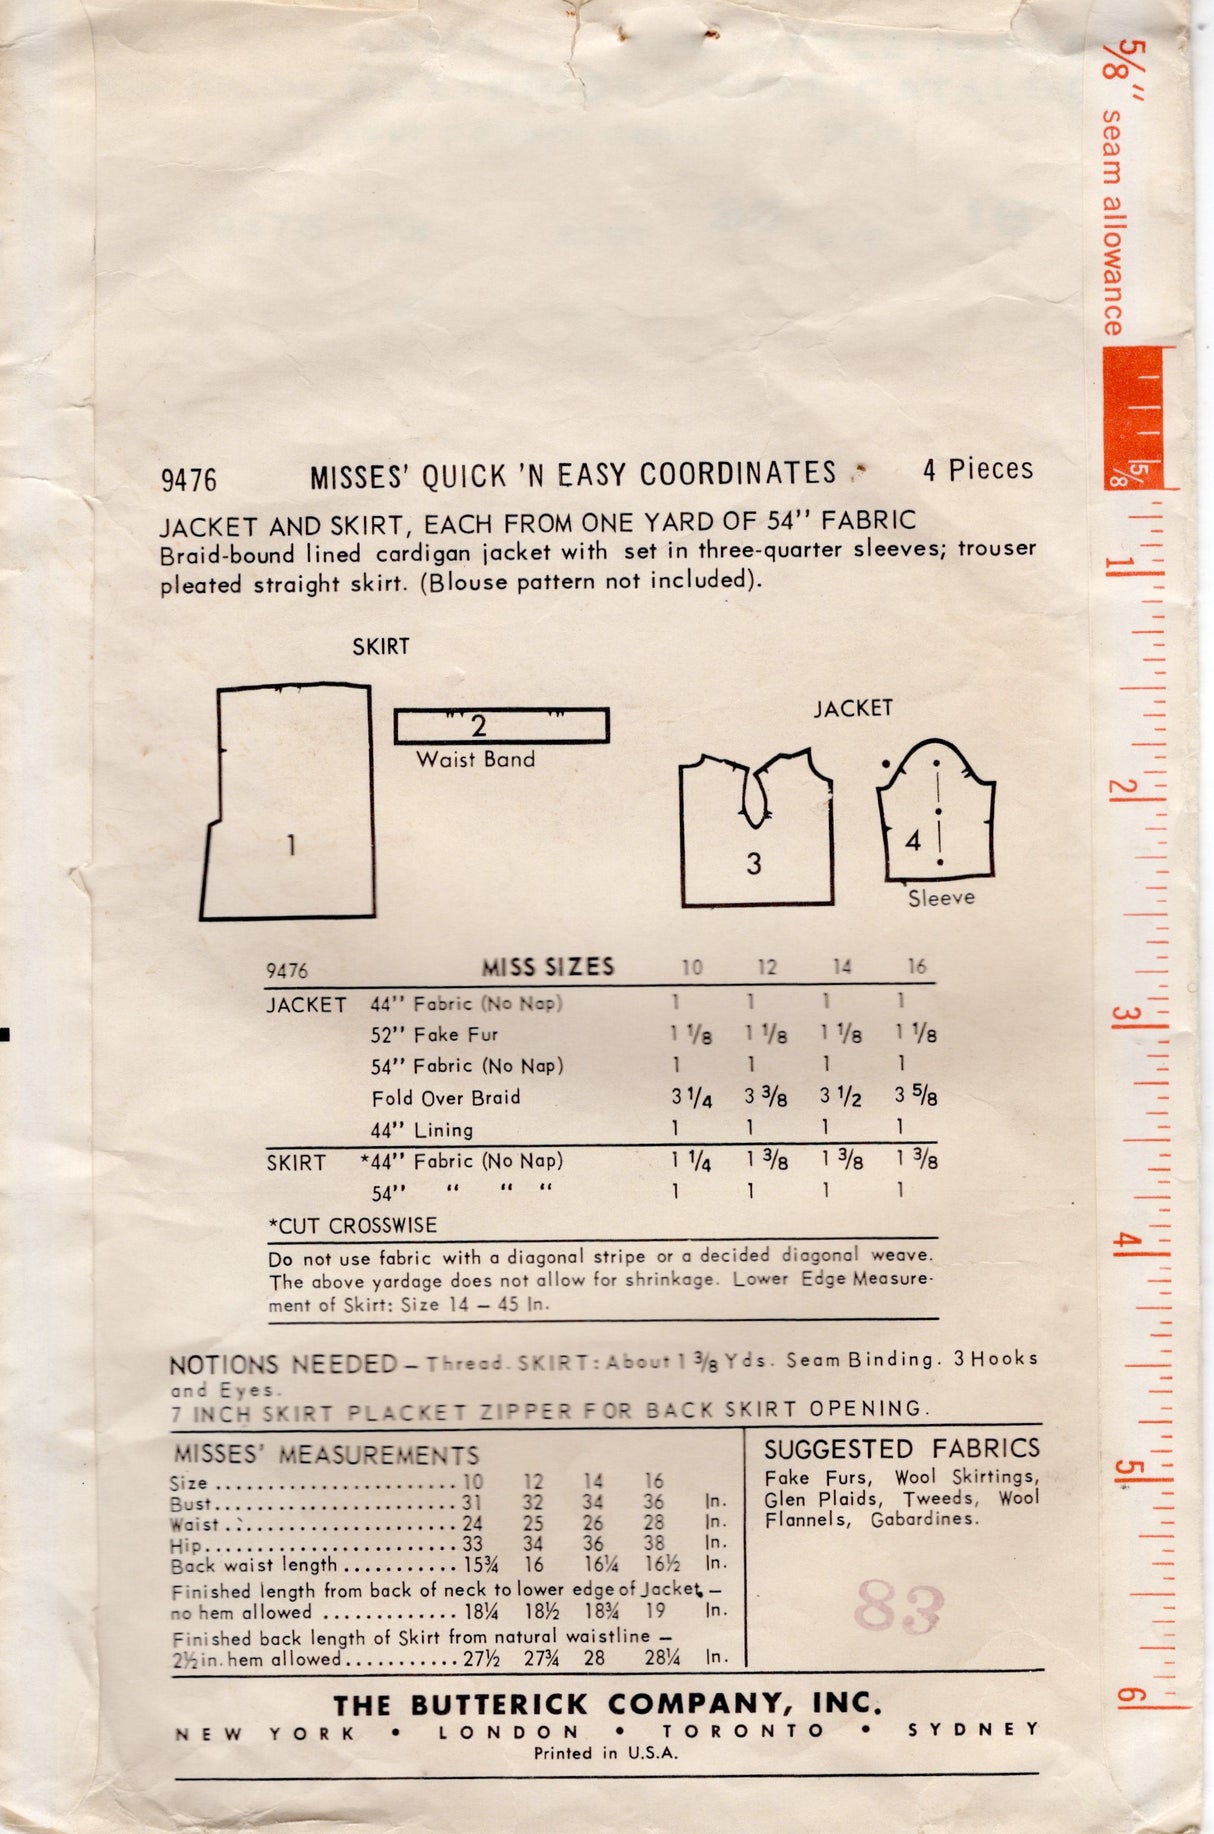 5/8" seam allowance
5/8
1
2
3
4
5
6
9476 MISSES' QUICK 'N EASY COORDINATES 4 Pieces
JACKET AND SKIRT, EACH FROM ONE YARD OF 54'' FABRIC
Braid-bound lined cardigan jacket with set in three-quarter sleeves; trouser
pleated straight skirt. (Blouse pattern not included).
SKIRT
1
2
Waist Band
JACKET
3
4
Sleeve
9476 MISS SIZES 10 12 14 16
JACKET 44'' Fabric (No Nap) 1 1 1 1
52'' Fake Fur 1 1/8 1 1/8 1 1/8 1 1/8
54'' Fabric (No Nap) 1 1 1 1
Fold Over Braid 3 1/4 3 3/8 3 1/2 3 5/8
44'' Lining 1 1 1 1
SKIRT *44'' Fabric (No Nap) 1 1/4 1 3/8 1 3/8 1 3/8
54'' “ “ “ 1 1 1 1
*CUT CROSSWISE
Do not use fabric with a diagonal stripe or a decided diagonal weave.
The above yardage does not allow for shrinkage. Lower Edge Measure-
ment of Skirt: Size 14 – 45 In.
NOTIONS NEEDED – Thread. SKIRT: About 1 3/8 Yds. Seam Binding. 3 Hooks
and Eyes.
7 INCH SKIRT PLACKET ZIPPER FOR BACK SKIRT OPENING.
MISSES' MEASUREMENTS
Size ........................ 10 12 14 16
Bust ........................ 31 32 34 36 In.
Waist ....................... 24 25 26 28 In.
Hip ......................... 33 34 36 38 In.
Back waist length ........... 15¾ 16 16¼ 16½ In.
Finished length from back of neck to lower edge of Jacket –
no hem allowed ............. 18¼ 18½ 18¾ 19 In.
Finished back length of Skirt from natural waistline –
2½ in. hem allowed ........... 27½ 27¾ 28 28¼ In.
SUGGESTED FABRICS
Fake Furs, Wool Skirtings,
Glen Plaids, Tweeds, Wool
Flannels, Gabardines.
83
THE BUTTERICK COMPANY, INC.
NEW YORK • LONDON • TORONTO • SYDNEY
Printed in U.S.A.